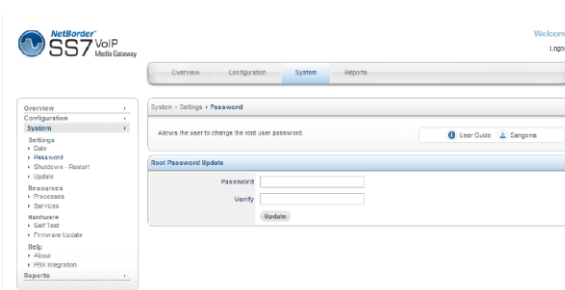 NetBorder
SS7 VoIP
Media Gateway
Welcome
Login
Overview Configuration System Reports
Overview
Configuration
System
Settings
Date
Password
Shutdown - Restart
Update
Resources
Processes
Services
Hardware
Self Test
Firmware Update
Help
About
PBX Integration
Reports
System › Settings › Password
Allows the user to change the root user password.
User Guide Sangoma
Root Password Update
Password
Verify
Update